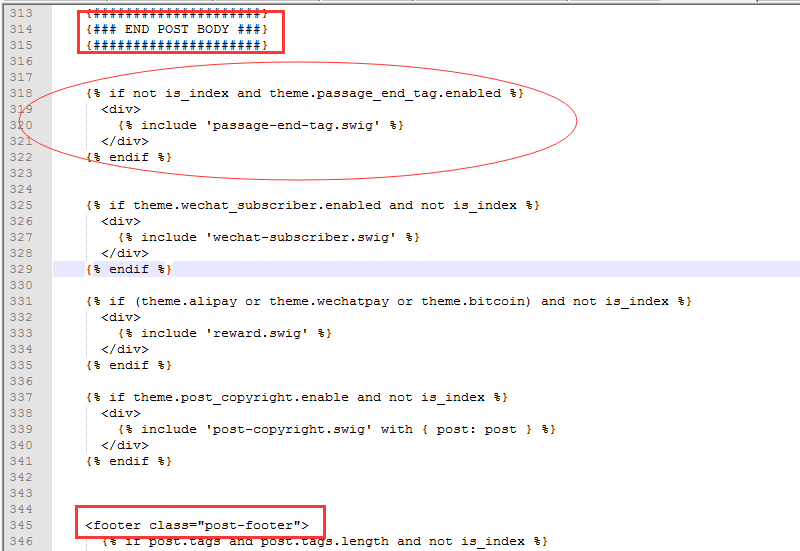 313 {#####################}
314 {### END POST BODY ###}
315 {#####################}
316
317
318 {% if not is_index and theme.passage_end_tag.enabled %}
319 <div>
320 {% include 'passage-end-tag.swig' %}
321 </div>
322 {% endif %}
323
324
325 {% if theme.wechat_subscriber.enabled and not is_index %}
326 <div>
327 {% include 'wechat-subscriber.swig' %}
328 </div>
329 {% endif %}
330
331 {% if (theme.alipay or theme.wechatpay or theme.bitcoin) and not is_index %}
332 <div>
333 {% include 'reward.swig' %}
334 </div>
335 {% endif %}
336
337 {% if theme.post_copyright.enable and not is_index %}
338 <div>
339 {% include 'post-copyright.swig' with { post: post } %}
340 </div>
341 {% endif %}
342
343
344
345 <footer class="post-footer">
346 {% if post.tags and post.tags.length and not is_index %}